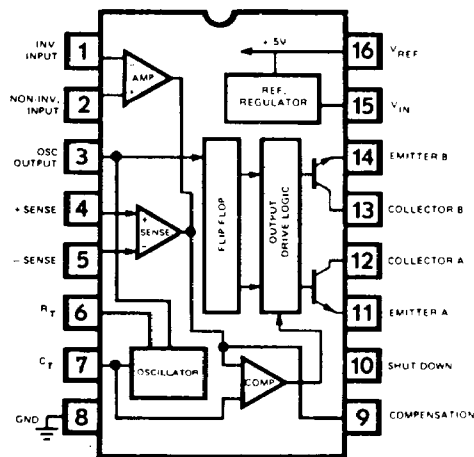 INV.
INPUT
1
NON-INV.
INPUT
2
OSC
OUTPUT
3
+ SENSE
4
– SENSE
5
RT
6
CT
7
GND
8
AMP
−
+
+ 5V
REF.
REGULATOR
+
SENSE
−
FLIP FLOP
OUTPUT
DRIVE LOGIC
OSCILLATOR
COMP
16
VREF
15
VIN
14
EMITTER B
13
COLLECTOR B
12
COLLECTOR A
11
EMITTER A
10
SHUT DOWN
9
COMPENSATION